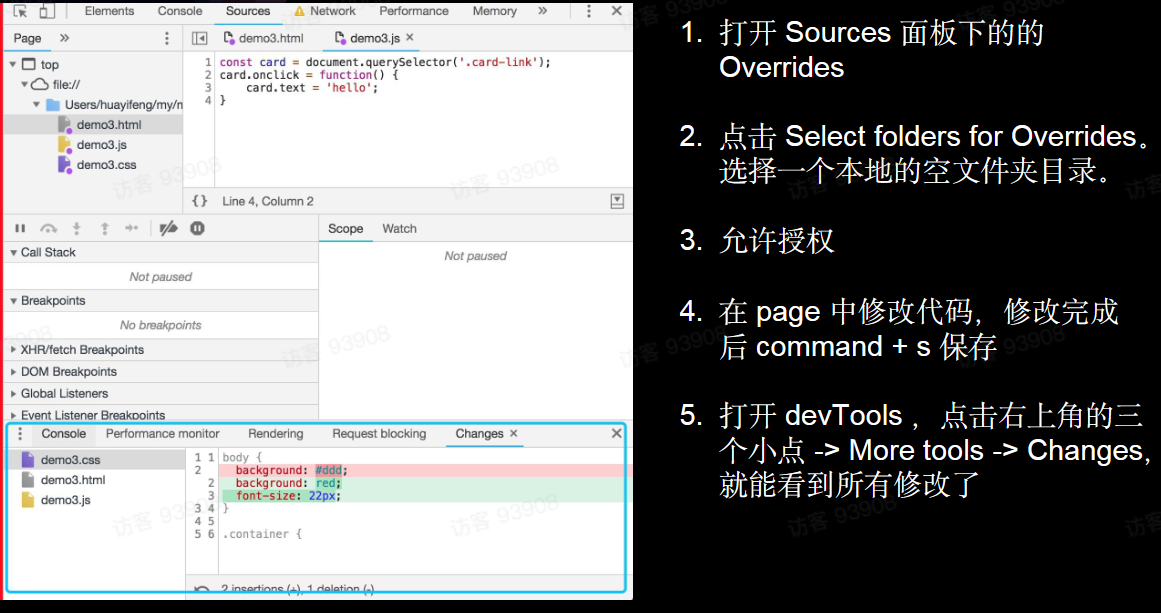 Elements Console Sources Network Performance Memory »
Page »
demo3.html demo3.js ×
top
file://
Users/huayifeng/my/n
demo3.html
demo3.js
demo3.css
1 const card = document.querySelector('.card-link');
2 card.onclick = function() {
3 card.text = 'hello';
4 }
{} Line 4, Column 2
Scope Watch
Call Stack
Not paused
Not paused
Breakpoints
No breakpoints
XHR/fetch Breakpoints
DOM Breakpoints
Global Listeners
Event Listener Breakpoints
Console Performance monitor Rendering Request blocking Changes ×
demo3.css
demo3.html
demo3.js
1 1 body {
2 background: #ddd;
2 background: red;
3 font-size: 22px;
3 4 }
4 5
5 6 .container {
2 insertions (+), 1 deletion (-)
1. 打开 Sources 面板下的的
Overrides
2. 点击 Select folders for Overrides。
选择一个本地的空文件夹目录。
3. 允许授权
4. 在 page 中修改代码，修改完成
后 command + s 保存
5. 打开 devTools ，点击右上角的三
个小点 -> More tools -> Changes,
就能看到所有修改了
访客 93908